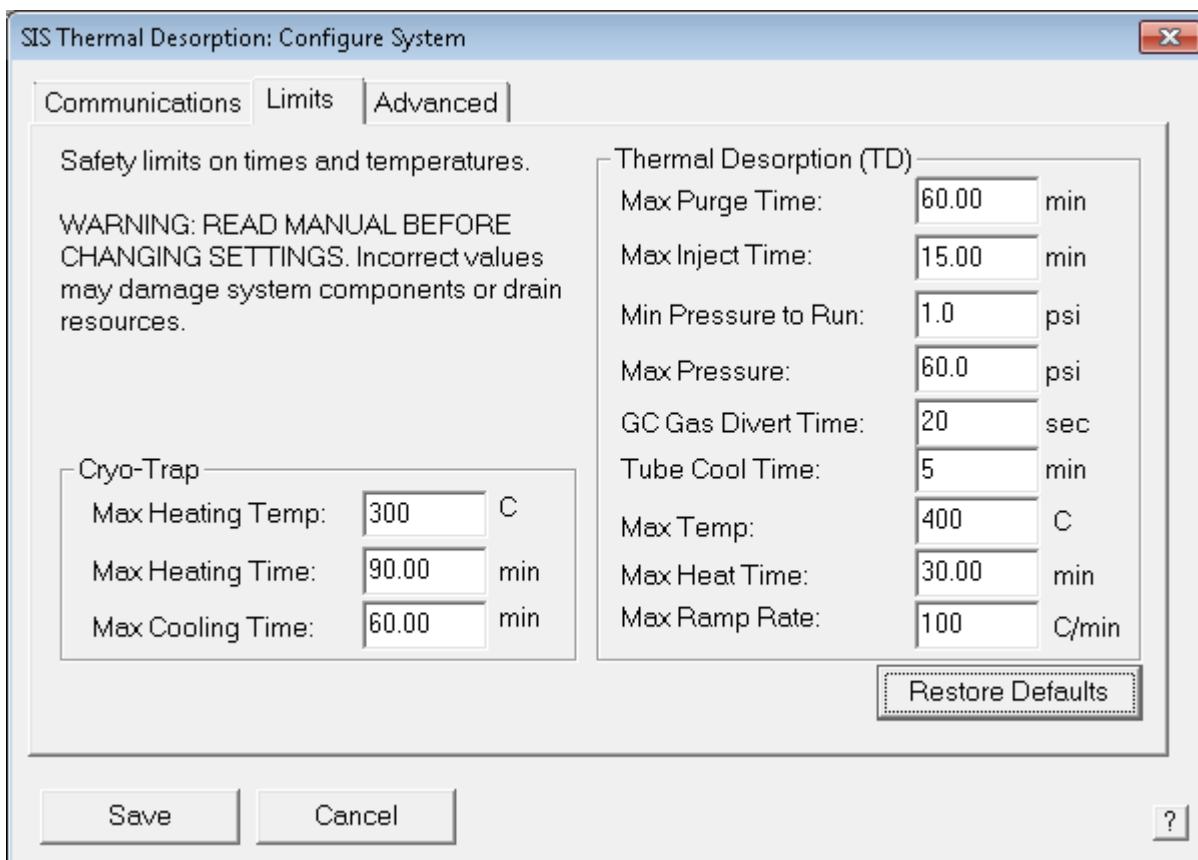 SIS Thermal Desorption: Configure System
Communications Limits Advanced
Safety limits on times and temperatures.
WARNING: READ MANUAL BEFORE
CHANGING SETTINGS. Incorrect values
may damage system components or drain
resources.
Cryo-Trap
Max Heating Temp: 300 C
Max Heating Time: 90.00 min
Max Cooling Time: 60.00 min
Thermal Desorption (TD)
Max Purge Time: 60.00 min
Max Inject Time: 15.00 min
Min Pressure to Run: 1.0 psi
Max Pressure: 60.0 psi
GC Gas Divert Time: 20 sec
Tube Cool Time: 5 min
Max Temp: 400 C
Max Heat Time: 30.00 min
Max Ramp Rate: 100 C/min
Restore Defaults
Save Cancel ?